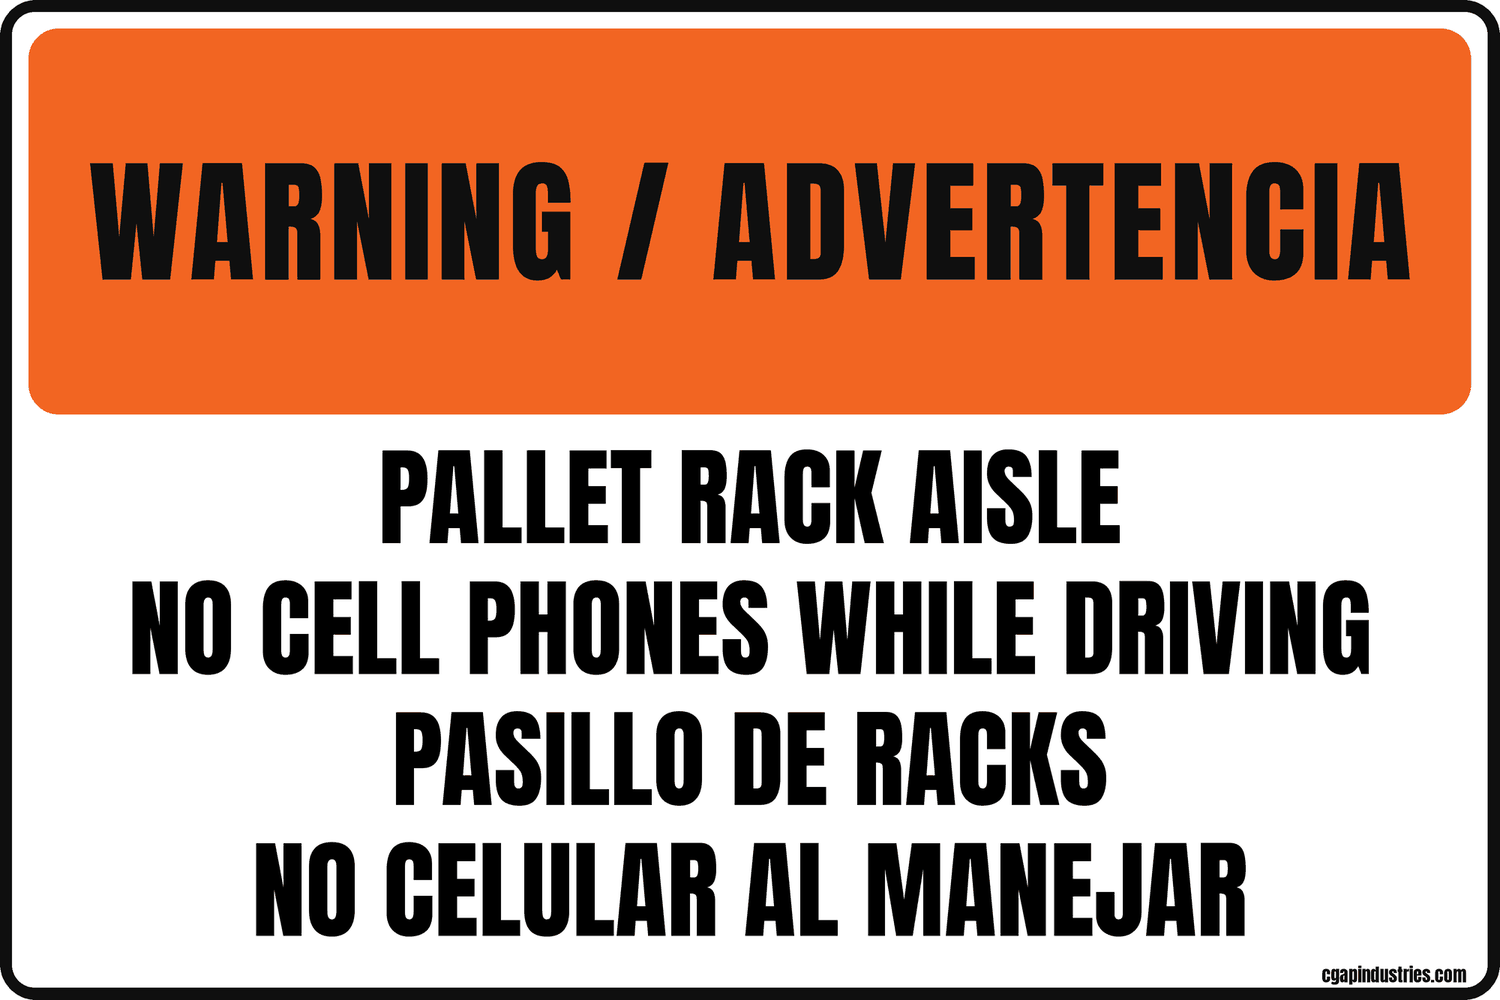 WARNING / ADVERTENCIA
PALLET RACK AISLE
NO CELL PHONES WHILE DRIVING
PASILLO DE RACKS
NO CELULAR AL MANEJAR
cgapindustries.com